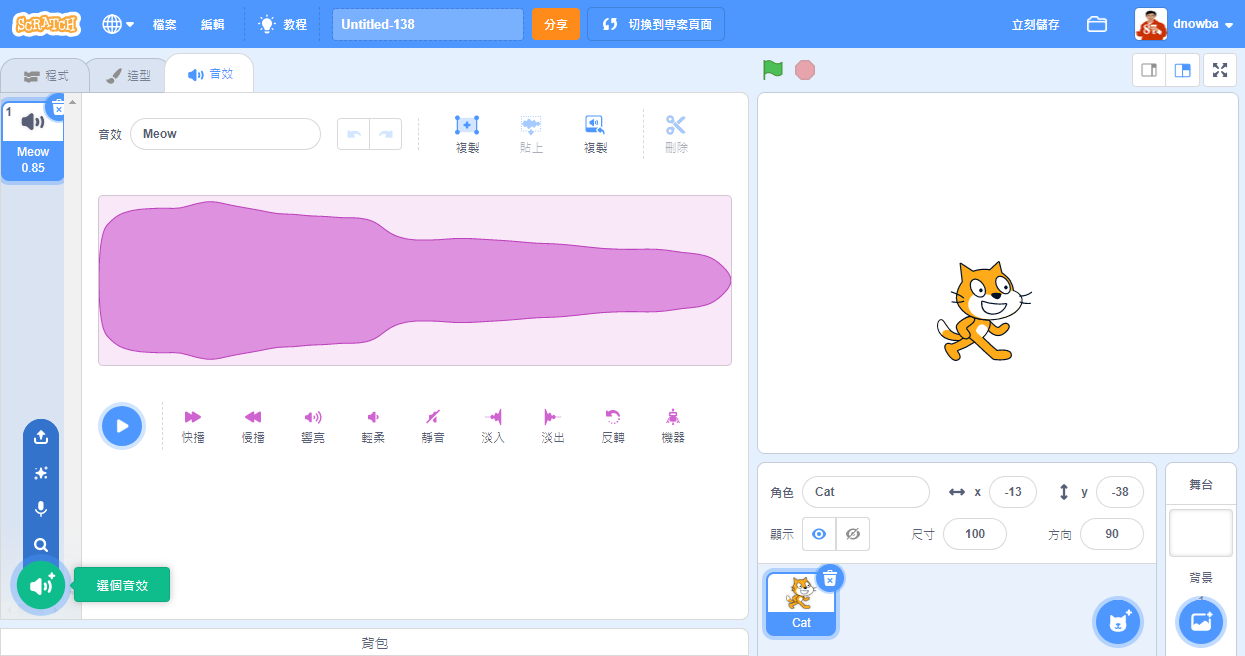 SCRATCH
檔案
編輯
教程
Untitled-138
分享
切換到專案頁面
立刻儲存
dnowba
程式
造型
音效
1
Meow
0.85
音效
Meow
複製
貼上
複製
刪除
快播
慢播
響亮
輕柔
靜音
淡入
淡出
反轉
機器
選個音效
背包
角色
Cat
x
-13
y
-38
顯示
尺寸
100
方向
90
Cat
舞台
背景